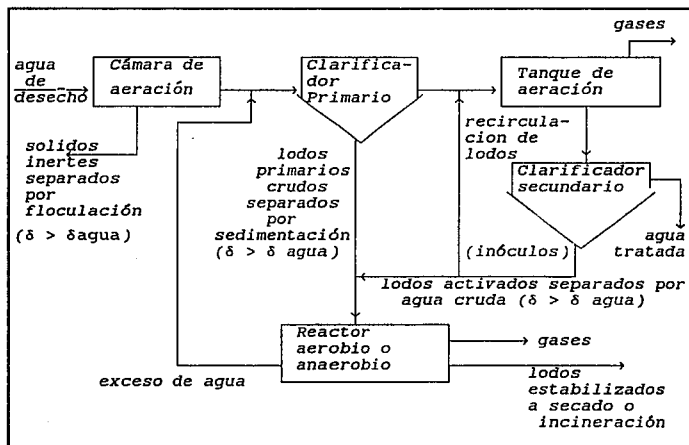 gases
agua
de
desecho
Cámara de
aeración
Clarifica-
dor
Primario
Tanque de
aeración
solidos
inertes
separados
por
floculación
(δ > δagua)
lodos
primarios
crudos
separados
por
sedimentación
(δ > δ agua)
recircula-
cion de
lodos
Clarificador
secundario
agua
tratada
(inóculos)
lodos activados separados por
agua cruda (δ > δ agua)
Reactor
aerobio o
anaerobio
gases
exceso de agua
lodos
estabilizados
a secado o
incineración